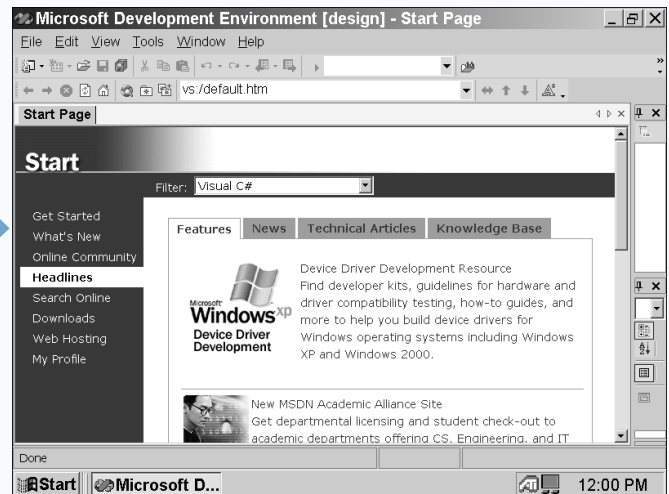 Microsoft Development Environment [design] - Start Page
File Edit View Tools Window Help
vs:/default.htm
Start Page
Start
Filter: Visual C#
Get Started
What's New
Online Community
Headlines
Search Online
Downloads
Web Hosting
My Profile
Features News Technical Articles Knowledge Base
Microsoft
Windows xp
Device Driver
Development
Device Driver Development Resource
Find developer kits, guidelines for hardware and
driver compatibility testing, how-to guides, and
more to help you build device drivers for
Windows operating systems including Windows
XP and Windows 2000.
New MSDN Academic Alliance Site
Get departmental licensing and student check-out to
academic departments offering CS, Engineering, and IT
Done
Start Microsoft D... 12:00 PM